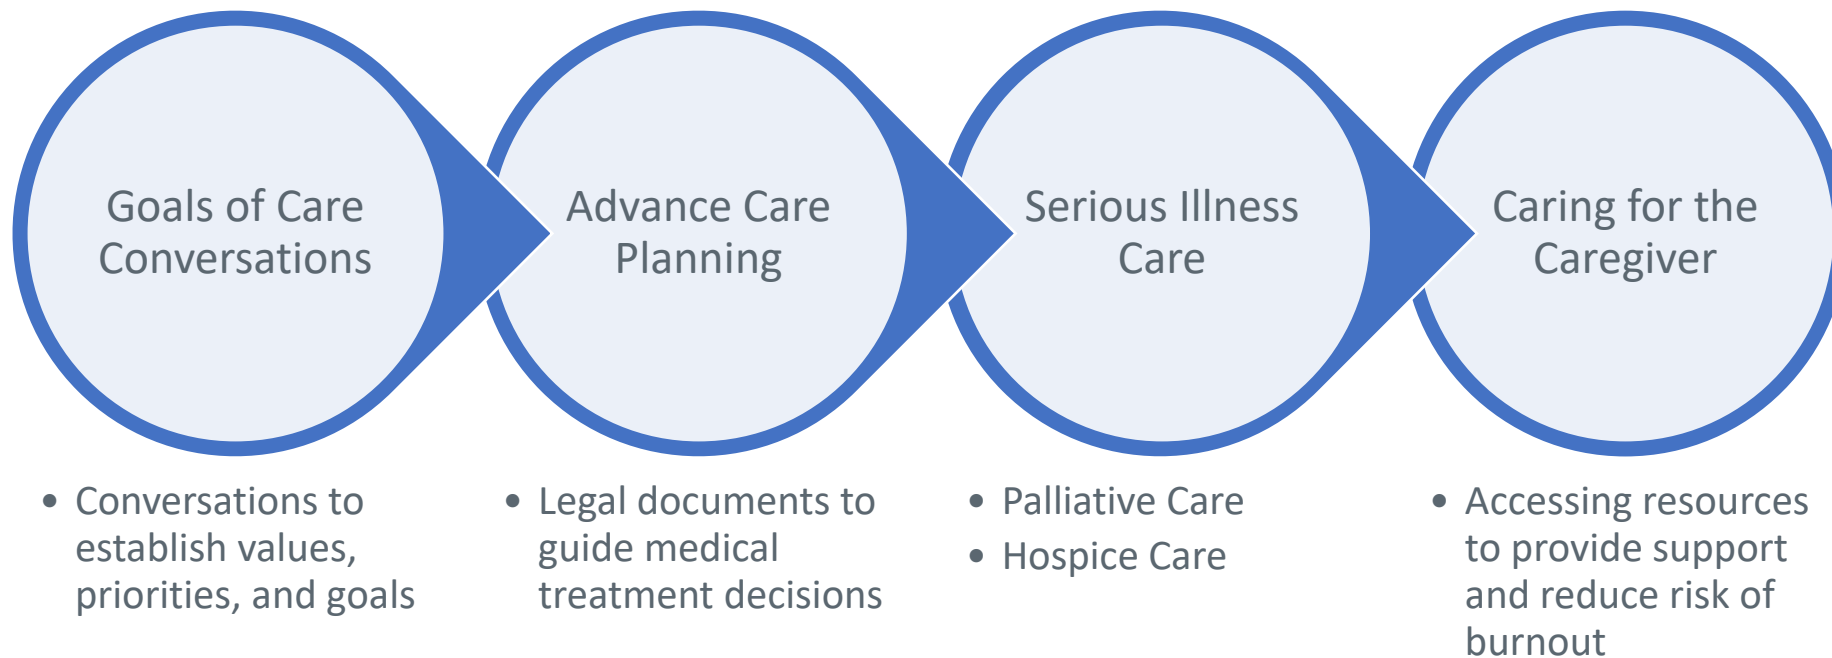 Goals of Care
Conversations
• Conversations to
establish values,
priorities, and goals
Advance Care
Planning
• Legal documents to
guide medical
treatment decisions
Serious Illness
Care
• Palliative Care
• Hospice Care
Caring for the
Caregiver
• Accessing resources
to provide support
and reduce risk of
burnout